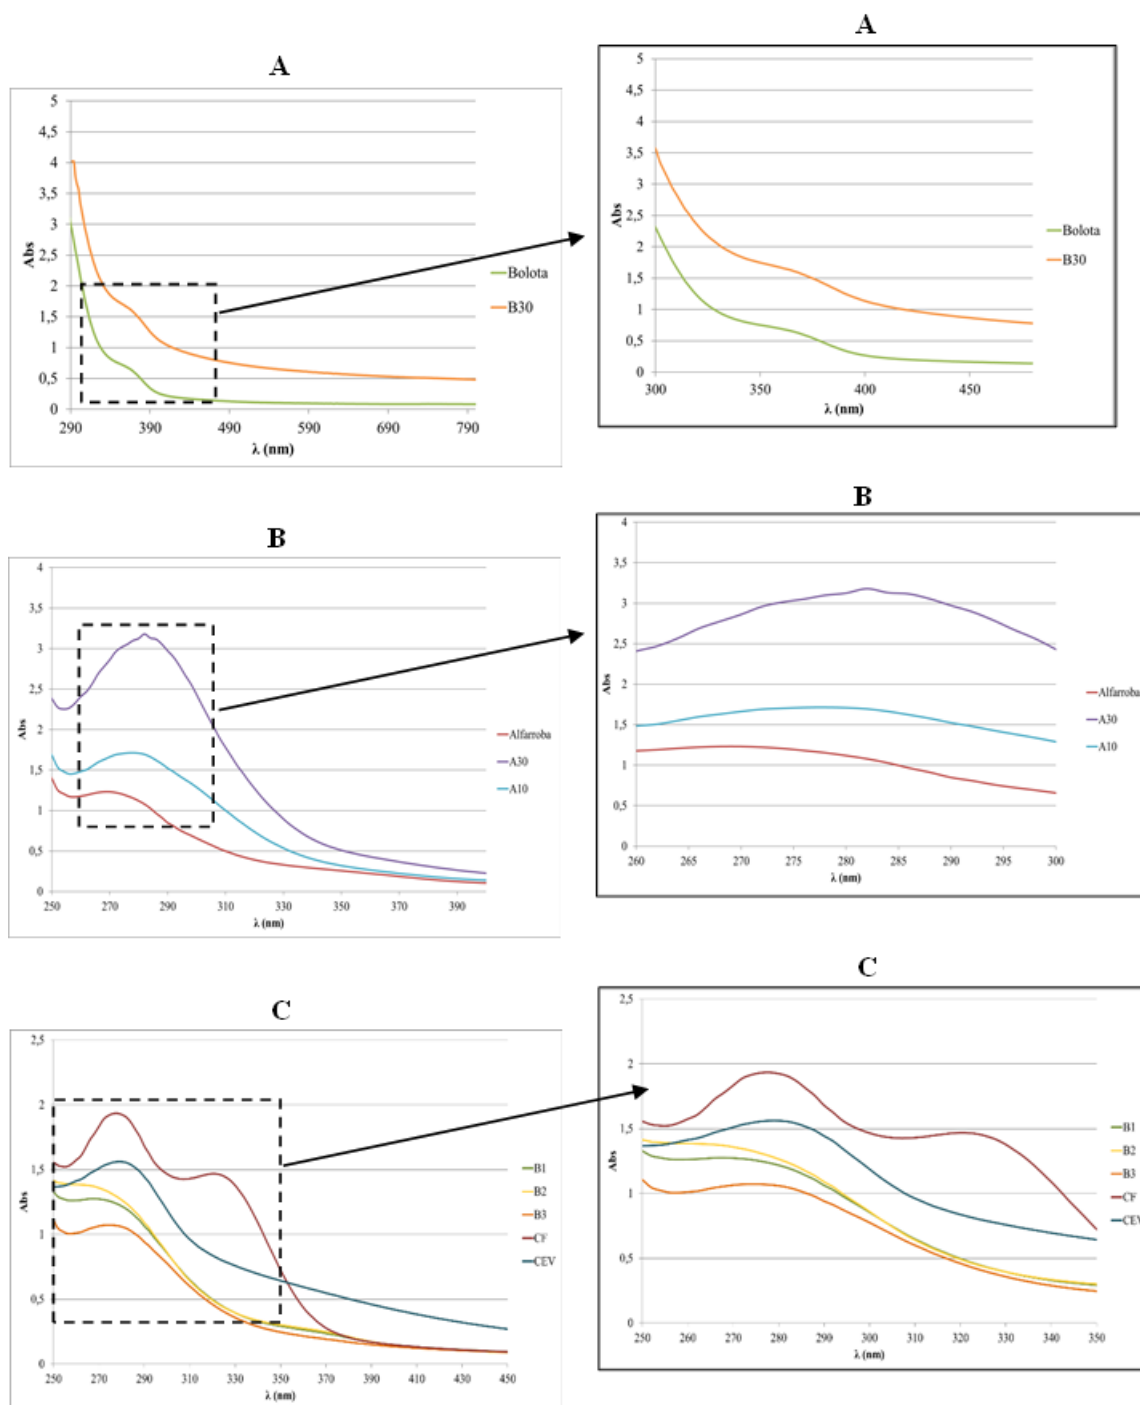 A
5
4,5
4
3,5
3
2,5
2
1,5
1
0,5
0
Abs
290 390 490 590 690 790
λ (nm)
Bolota
B30
A
5
4,5
4
3,5
3
2,5
2
1,5
1
0,5
0
Abs
300 350 400 450
λ (nm)
Bolota
B30
B
4
3,5
3
2,5
2
1,5
1
0,5
0
Abs
250 270 290 310 330 350 370 390
λ (nm)
Alfarroba
A30
A10
B
4
3,5
3
2,5
2
1,5
1
0,5
0
Abs
260 265 270 275 280 285 290 295 300
λ (nm)
Alfarroba
A30
A10
C
2,5
2
1,5
1
0,5
0
Abs
250 270 290 310 330 350 370 390 410 430 450
λ (nm)
B1
B2
B3
CF
CEV
C
2,5
2
1,5
1
0,5
0
Abs
250 260 270 280 290 300 310 320 330 340 350
λ (nm)
B1
B2
B3
CF
CEV